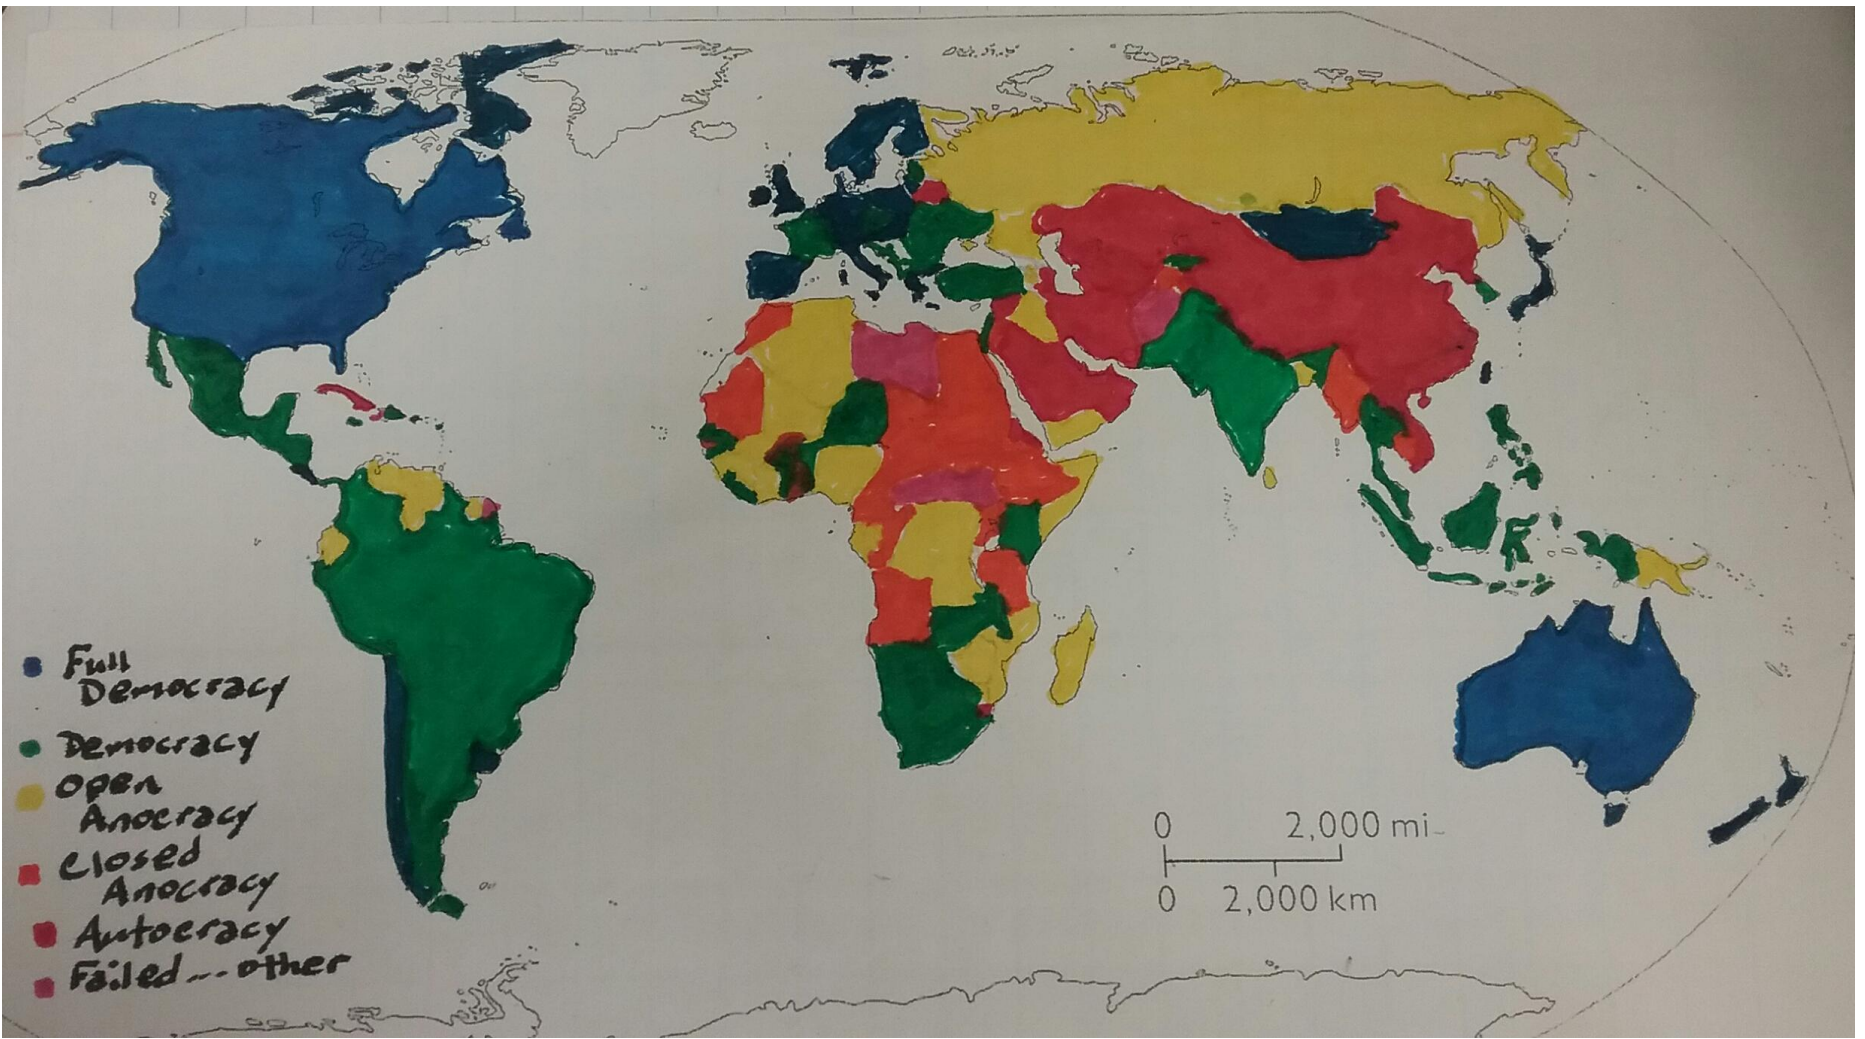 Full
Democracy
Democracy
open
Anocracy
Closed
Anocracy
Autocracy
Failed --- other
0 2,000 mi
0 2,000 km